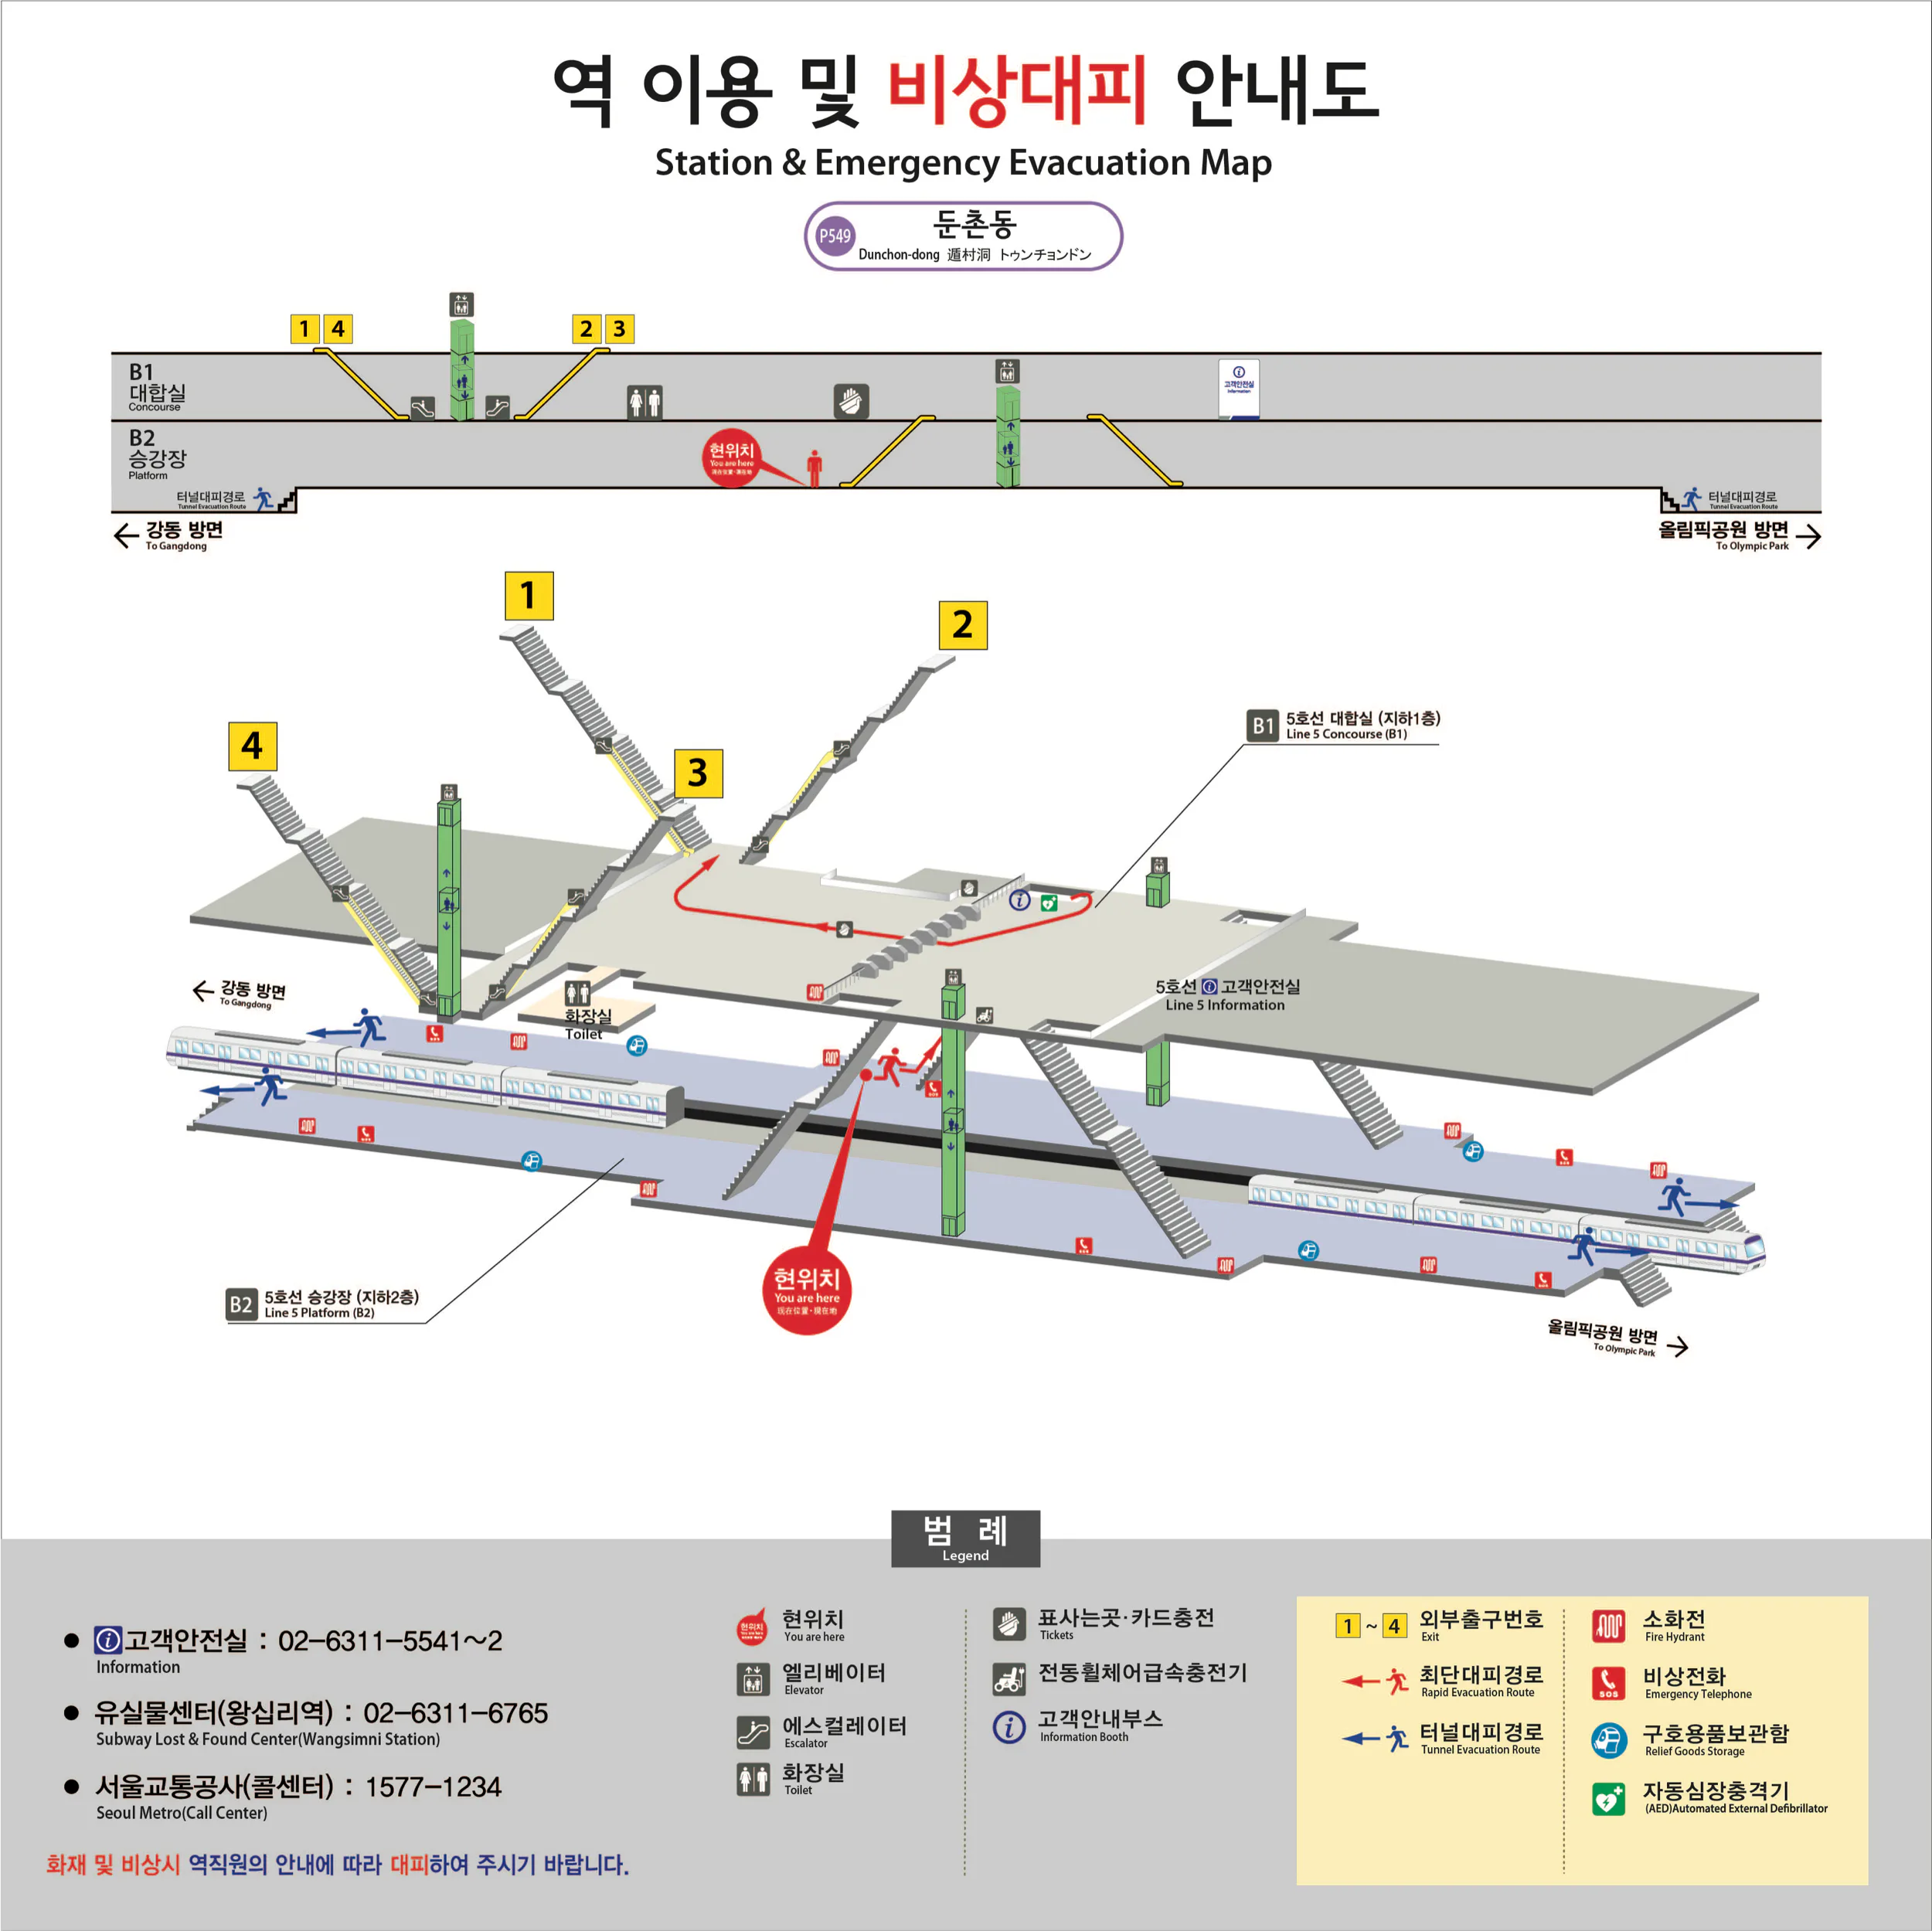 역 이용 및 비상대피 안내도
Station & Emergency Evacuation Map
P549
둔촌동
Dunchon-dong 遁村洞 トゥンチョンドン
1 4
2 3
B1
대합실
Concourse
고객안전실
Information
B2
승강장
Platform
현위치
You are here
터널대피경로
Tunnel Evacuation Route
터널대피경로
Tunnel Evacuation Route
강동 방면
To Gangdong
올림픽공원 방면
To Olympic Park
1
2
4
3
B1 5호선 대합실 (지하1층)
Line 5 Concourse (B1)
강동 방면
To Gangdong
화장실
Toilet
5호선 고객안전실
Line 5 Information
현위치
You are here
现在位置·現在地
B2 5호선 승강장 (지하2층)
Line 5 Platform (B2)
올림픽공원 방면
To Olympic Park
범 례
Legend
고객안전실 : 02-6311-5541~2
Information
유실물센터(왕십리역) : 02-6311-6765
Subway Lost & Found Center(Wangsimni Station)
서울교통공사(콜센터) : 1577-1234
Seoul Metro(Call Center)
화재 및 비상시 역직원의 안내에 따라 대피하여 주시기 바랍니다.
현위치
You are here
엘리베이터
Elevator
에스컬레이터
Escalator
화장실
Toilet
표사는곳·카드충전
Tickets
전동휠체어급속충전기
고객안내부스
Information Booth
1 ~ 4 외부출구번호
Exit
최단대피경로
Rapid Evacuation Route
터널대피경로
Tunnel Evacuation Route
소화전
Fire Hydrant
SOS
비상전화
Emergency Telephone
구호용품보관함
Relief Goods Storage
자동심장충격기
(AED)Automated External Defibrillator